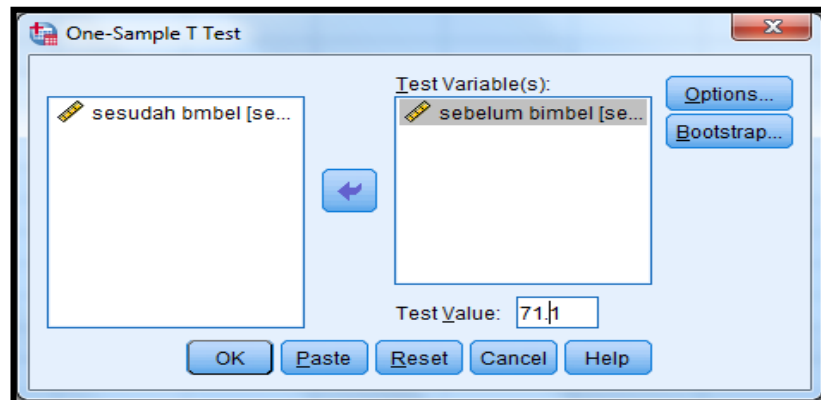 One-Sample T Test
sesudah bmbel [se...
Test Variable(s):
sebelum bimbel [se...
Options...
Bootstrap...
Test Value: 71.1
OK Paste Reset Cancel Help